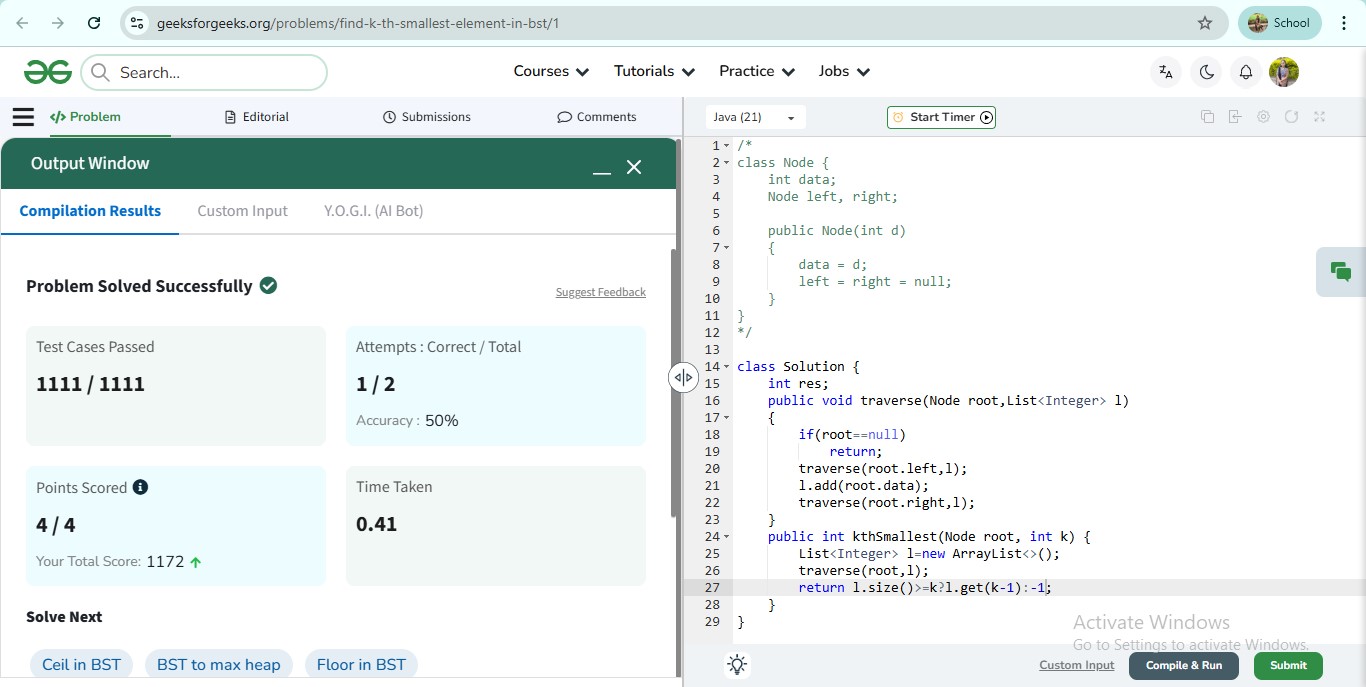 geeksforgeeks.org/problems/find-k-th-smallest-element-in-bst/1
School
Search...
Courses
Tutorials
Practice
Jobs
</> Problem
Editorial
Submissions
Comments
Output Window
Compilation Results
Custom Input
Y.O.G.I. (AI Bot)
Problem Solved Successfully
Suggest Feedback
Test Cases Passed
1111 / 1111
Attempts : Correct / Total
1 / 2
Accuracy : 50%
Points Scored
4 / 4
Your Total Score: 1172
Time Taken
0.41
Solve Next
Ceil in BST
BST to max heap
Floor in BST
Java (21)
Start Timer
1 /*
2 class Node {
3     int data;
4     Node left, right;
5
6     public Node(int d)
7     {
8         data = d;
9         left = right = null;
10     }
11 }
12 */
13
14 class Solution {
15     int res;
16     public void traverse(Node root,List<Integer> l)
17     {
18         if(root==null)
19             return;
20         traverse(root.left,l);
21         l.add(root.data);
22         traverse(root.right,l);
23     }
24     public int kthSmallest(Node root, int k) {
25         List<Integer> l=new ArrayList<>();
26         traverse(root,l);
27         return l.size()>=k?l.get(k-1):-1;
28     }
29 }
Activate Windows
Go to Settings to activate Windows.
Custom Input
Compile & Run
Submit